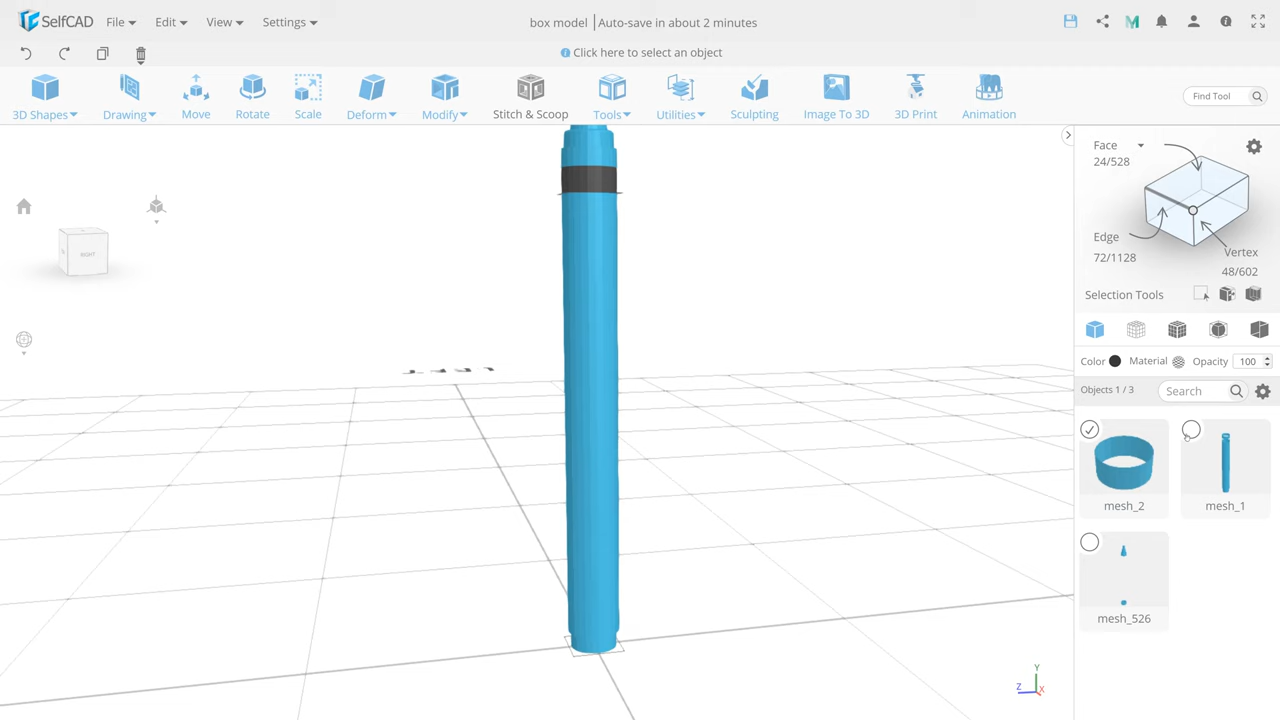 SelfCAD File Edit View Settings box model Auto-save in about 2 minutes
Click here to select an object
3D Shapes Drawing Move Rotate Scale Deform Modify Stitch & Scoop Tools Utilities Sculpting Image To 3D 3D Print Animation Find Tool
Face
24/528
Edge
72/1128
Vertex
48/602
Selection Tools
Color Material Opacity 100
Objects 1 / 3 Search
mesh_2 mesh_1
mesh_526
RIGHT
Y
Z X